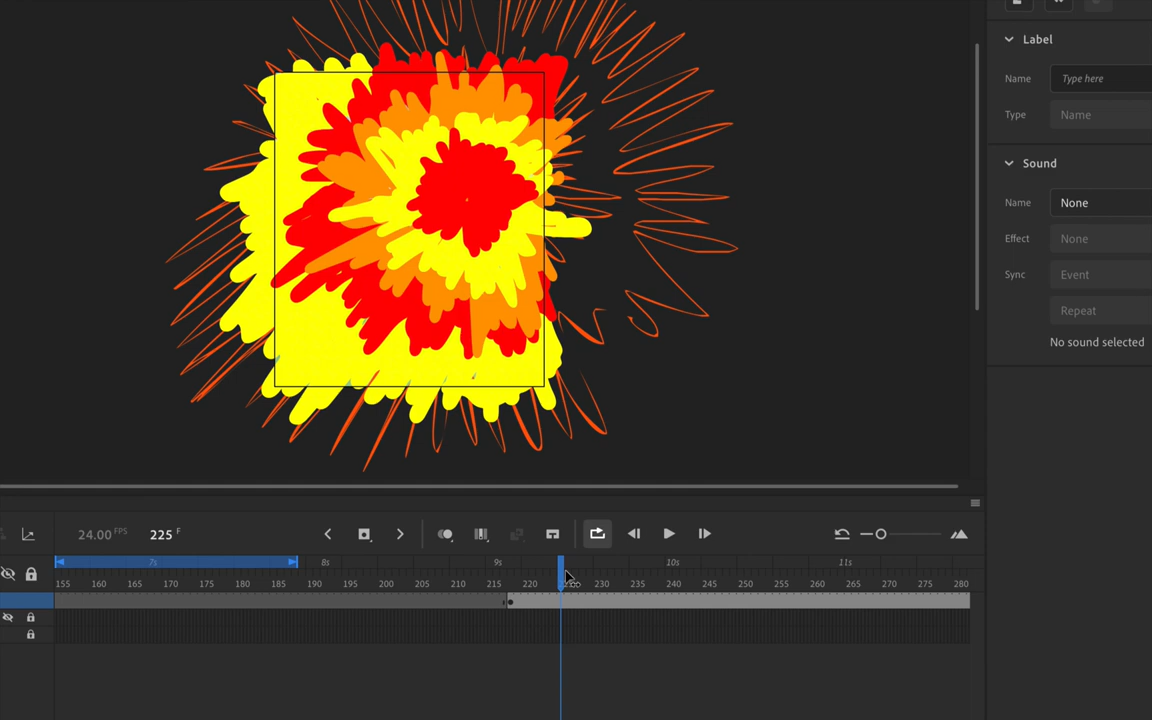 Label
Name Type here
Type Name
Sound
Name None
Effect None
Sync Event
Repeat
No sound selected
24.00 FPS 225 F
7s 8s 9s 10s 11s
155 160 165 170 175 180 185 190 195 200 205 210 215 220 230 235 240 245 250 255 260 265 270 275 280